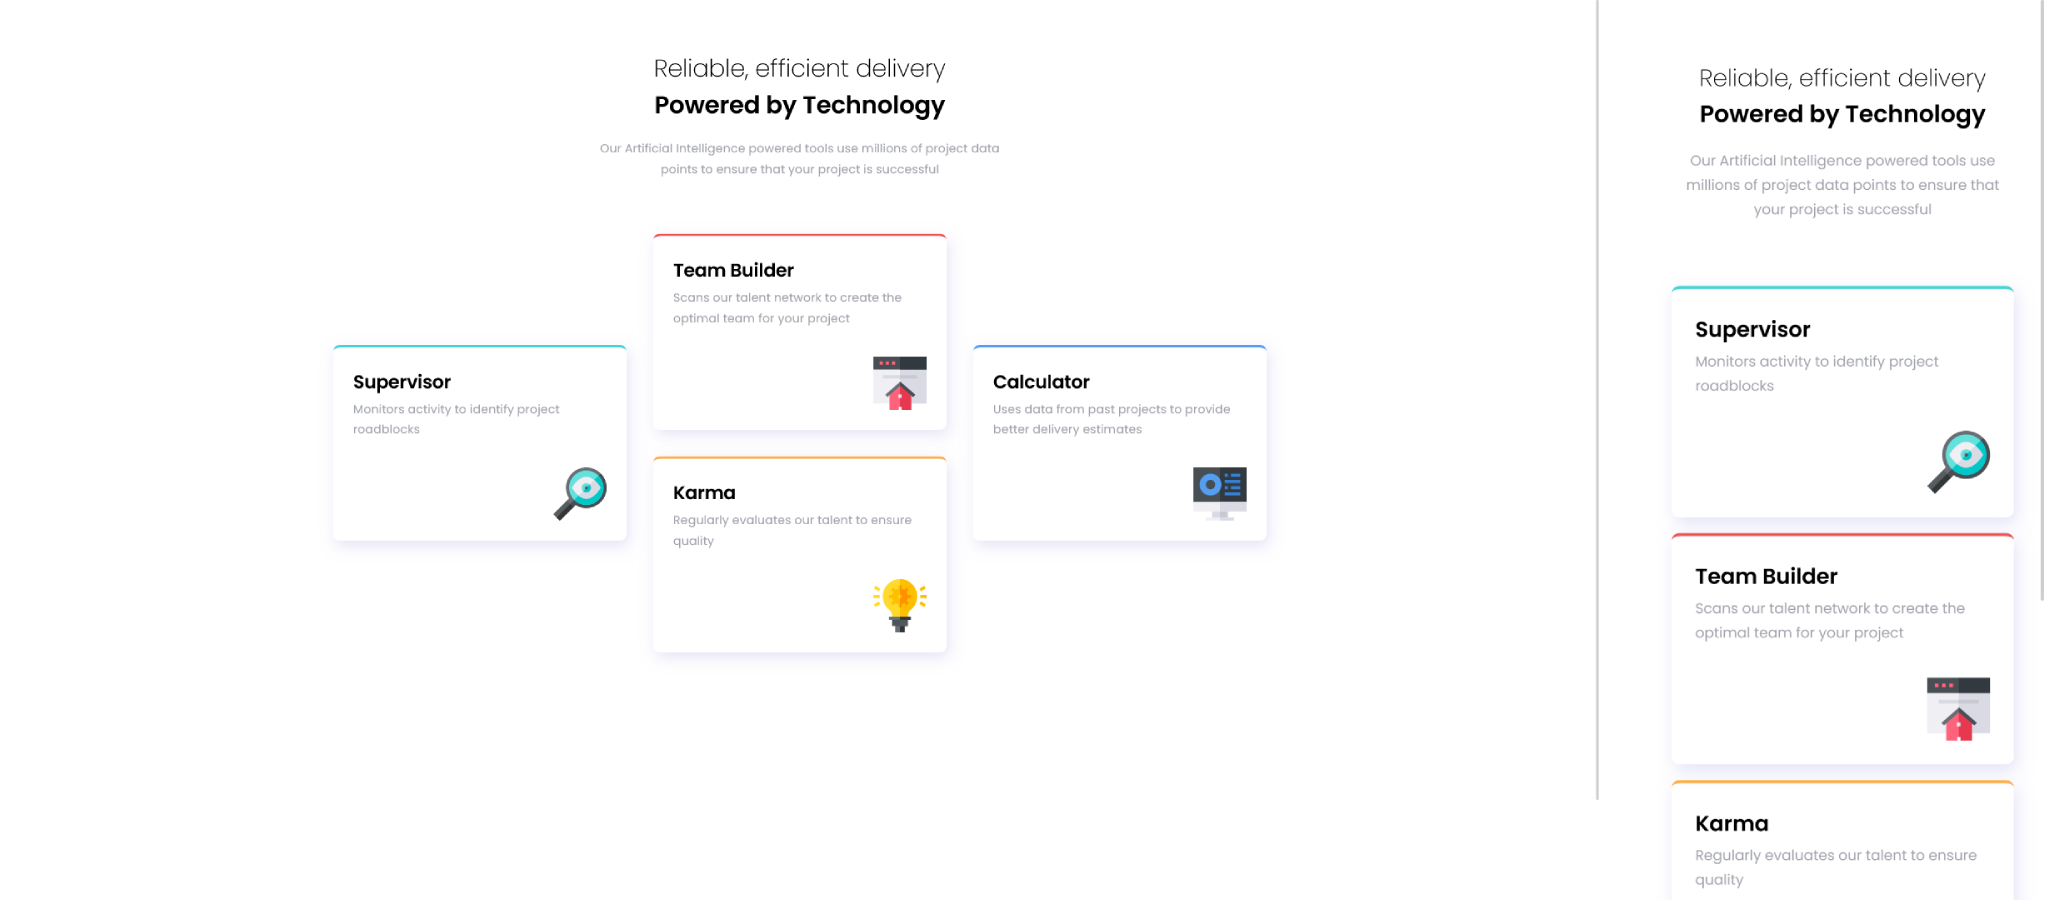 Reliable, efficient delivery
Powered by Technology
Our Artificial Intelligence powered tools use millions of project data
points to ensure that your project is successful
Team Builder
Scans our talent network to create the
optimal team for your project
Supervisor
Monitors activity to identify project
roadblocks
Calculator
Uses data from past projects to provide
better delivery estimates
Karma
Regularly evaluates our talent to ensure
quality
Reliable, efficient delivery
Powered by Technology
Our Artificial Intelligence powered tools use
millions of project data points to ensure that
your project is successful
Supervisor
Monitors activity to identify project
roadblocks
Team Builder
Scans our talent network to create the
optimal team for your project
Karma
Regularly evaluates our talent to ensure
quality